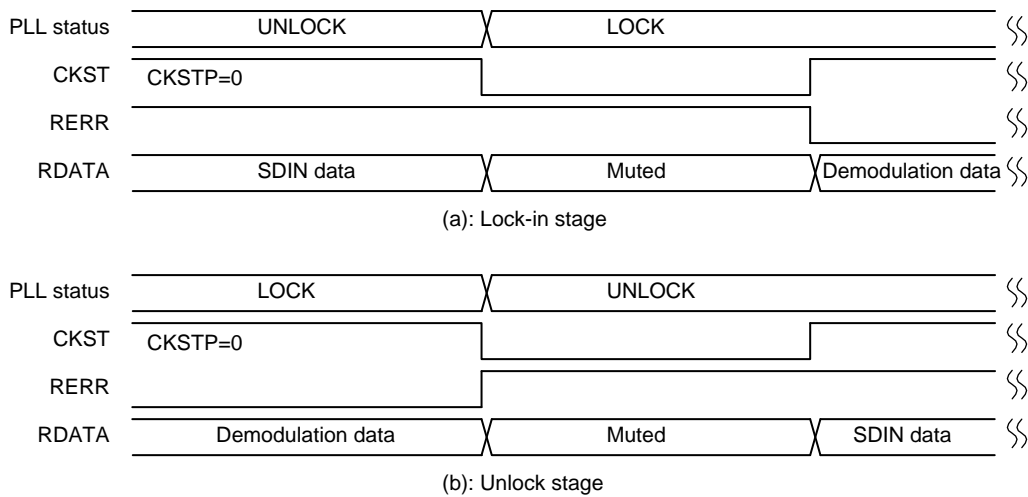 PLL status UNLOCK LOCK
CKST CKSTP=0
RERR
RDATA SDIN data Muted Demodulation data
(a): Lock-in stage
PLL status LOCK UNLOCK
CKST CKSTP=0
RERR
RDATA Demodulation data Muted SDIN data
(b): Unlock stage